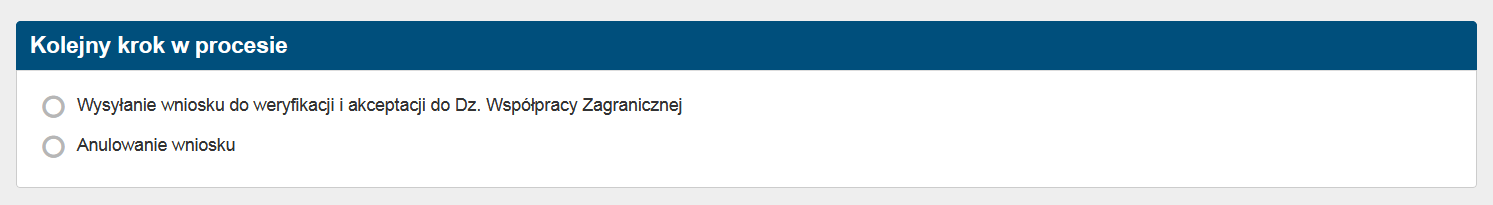 Kolejny krok w procesie
Wysyłanie wniosku do weryfikacji i akceptacji do Dz. Współpracy Zagranicznej
Anulowanie wniosku